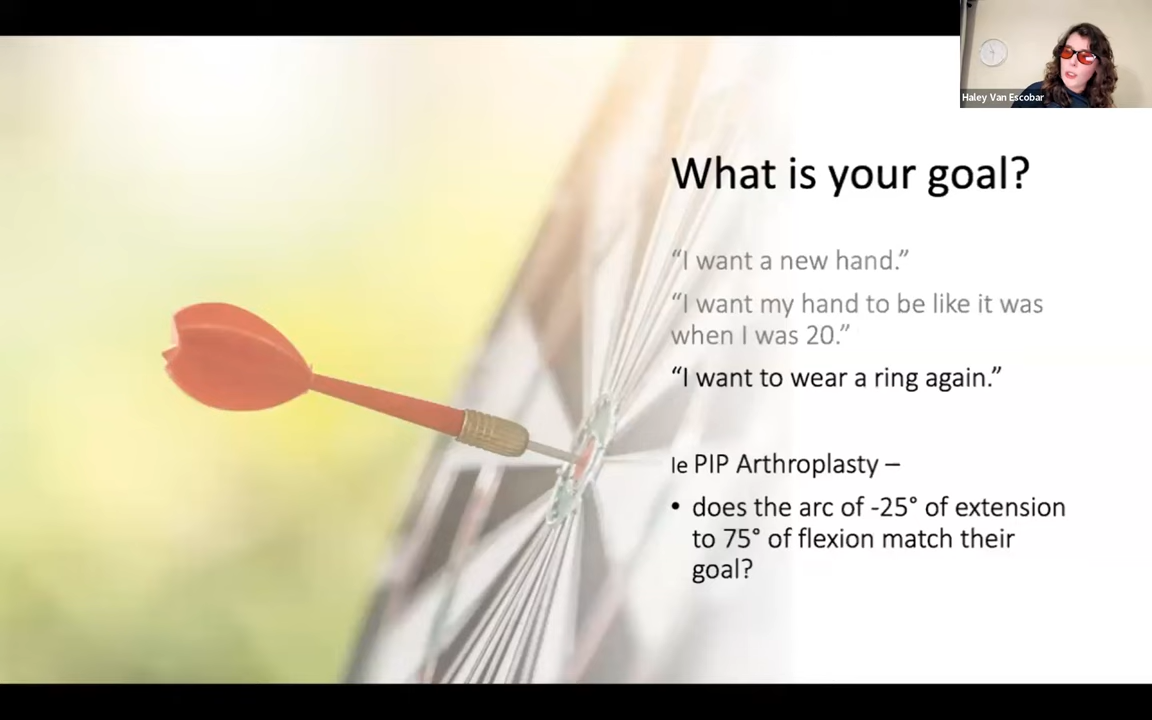 Haley Van Escobar
What is your goal?
“I want a new hand.”
“I want my hand to be like it was
when I was 20.”
“I want to wear a ring again.”
Ie PIP Arthroplasty –
• does the arc of -25° of extension
to 75° of flexion match their
goal?